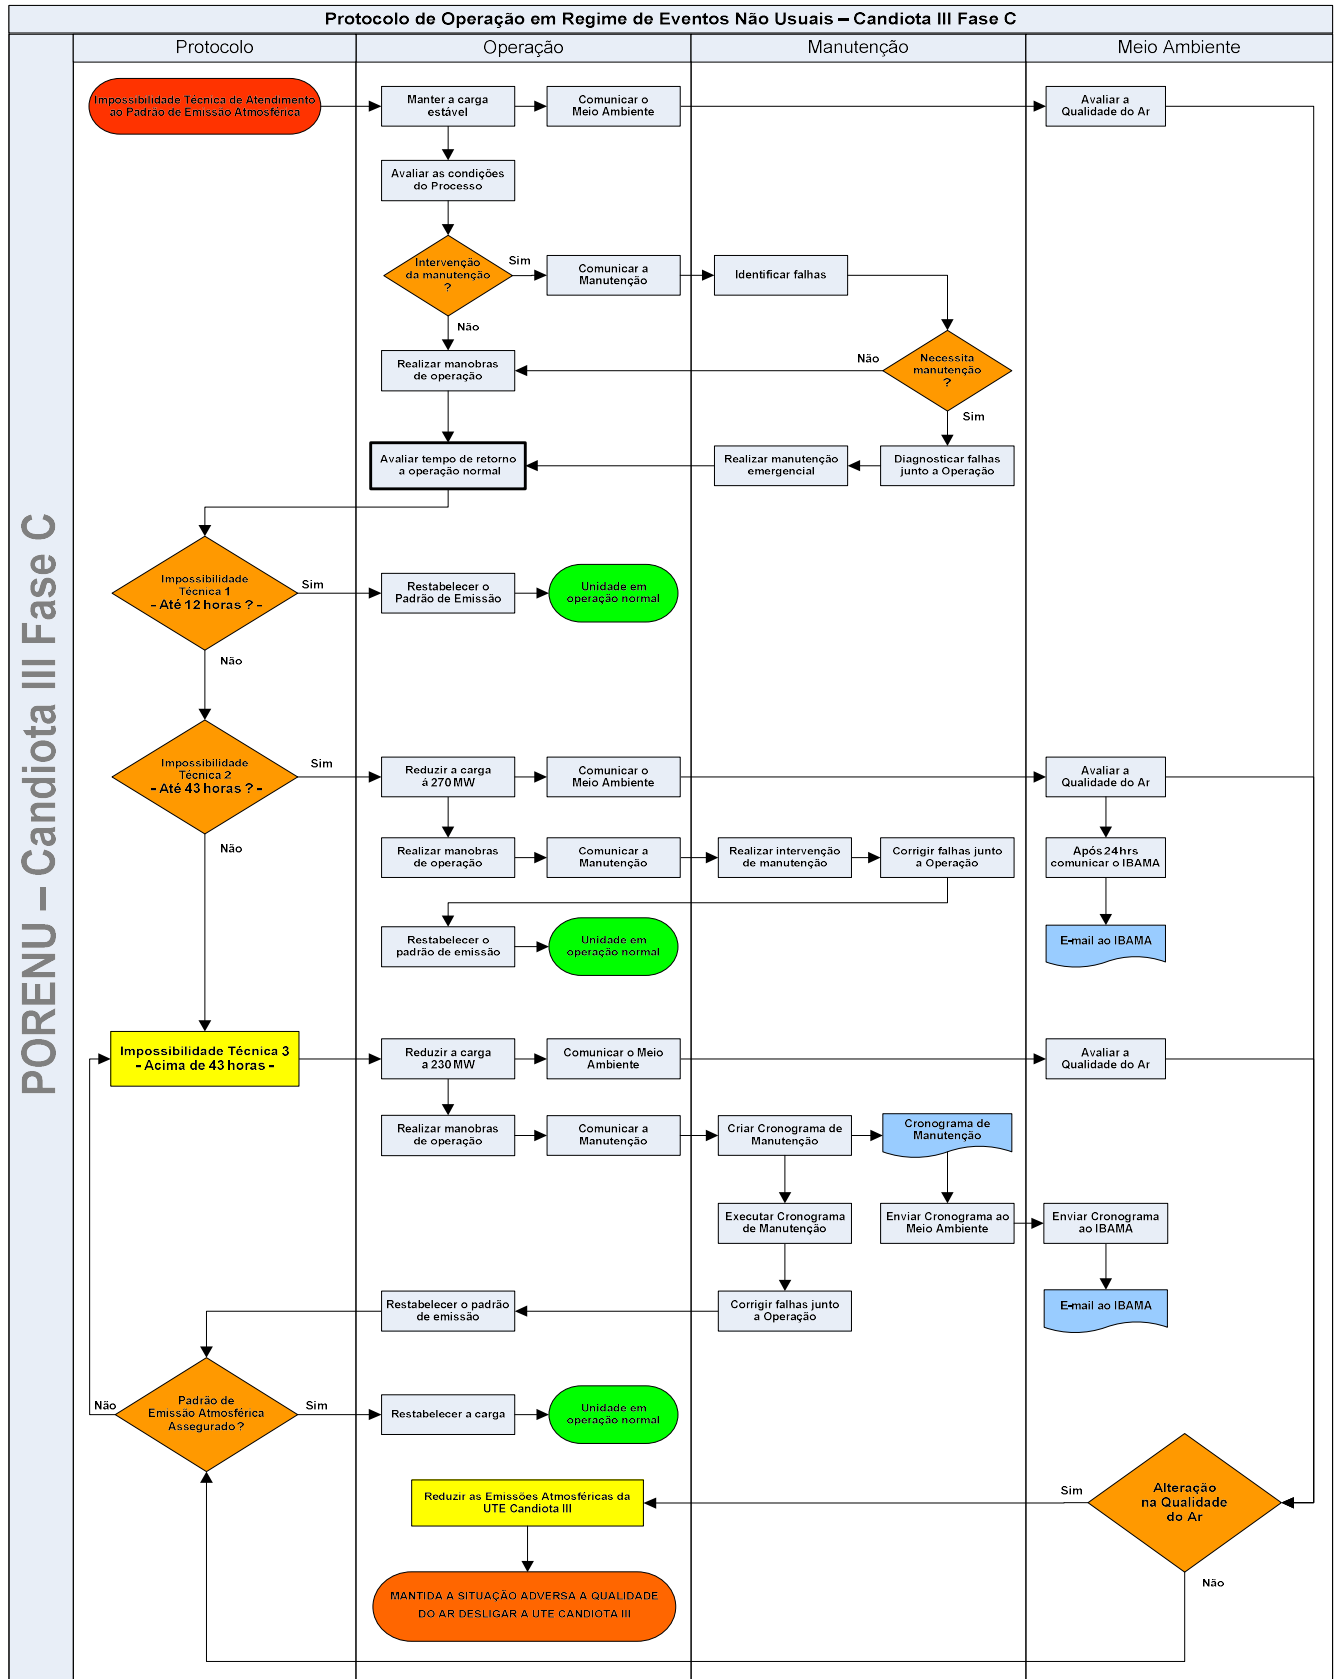 Protocolo de Operação em Regime de Eventos Não Usuais – Candiota III Fase C
PORENU – Candiota III Fase C
Protocolo
Operação
Manutenção
Meio Ambiente
Impossibilidade Técnica de Atendimento
ao Padrão de Emissão Atmosférica
Manter a carga
estável
Comunicar o
Meio Ambiente
Avaliar a
Qualidade do Ar
Avaliar as condições
do Processo
Intervenção
da manutenção
?
Sim
Não
Comunicar a
Manutenção
Identificar falhas
Realizar manobras
de operação
Não
Necessita
manutenção
?
Sim
Avaliar tempo de retorno
a operação normal
Realizar manutenção
emergencial
Diagnosticar falhas
junto a Operação
Impossibilidade
Técnica 1
- Até 12 horas ? -
Sim
Não
Restabelecer o
Padrão de Emissão
Unidade em
operação normal
Impossibilidade
Técnica 2
- Até 43 horas ? -
Sim
Não
Reduzir a carga
á 270 MW
Comunicar o
Meio Ambiente
Avaliar a
Qualidade do Ar
Realizar manobras
de operação
Comunicar a
Manutenção
Realizar intervenção
de manutenção
Corrigir falhas junto
a Operação
Após 24hrs
comunicar o IBAMA
Restabelecer o
padrão de emissão
Unidade em
operação normal
E-mail ao IBAMA
Impossibilidade Técnica 3
- Acima de 43 horas -
Reduzir a carga
a 230 MW
Comunicar o Meio
Ambiente
Avaliar a
Qualidade do Ar
Realizar manobras
de operação
Comunicar a
Manutenção
Criar Cronograma de
Manutenção
Cronograma de
Manutenção
Executar Cronograma
de Manutenção
Enviar Cronograma ao
Meio Ambiente
Enviar Cronograma
ao IBAMA
Restabelecer o padrão
de emissão
Corrigir falhas junto
a Operação
E-mail ao IBAMA
Não
Padrão de
Emissão Atmosférica
Assegurado ?
Sim
Restabelecer a carga
Unidade em
operação normal
Reduzir as Emissões Atmosféricas da
UTE Candiota III
Sim
Alteração
na Qualidade
do Ar
Não
MANTIDA A SITUAÇÃO ADVERSA A QUALIDADE
DO AR DESLIGAR A UTE CANDIOTA III